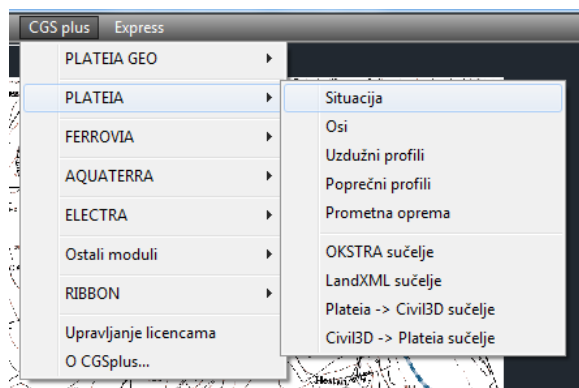 CGS plus Express
PLATEIA GEO
PLATEIA
FERROVIA
AQUATERRA
ELECTRA
Ostali moduli
RIBBON
Upravljanje licencama
O CGSplus...
Situacija
Osi
Uzdužni profili
Poprečni profili
Prometna oprema
OKSTRA sučelje
LandXML sučelje
Plateia -> Civil3D sučelje
Civil3D -> Plateia sučelje